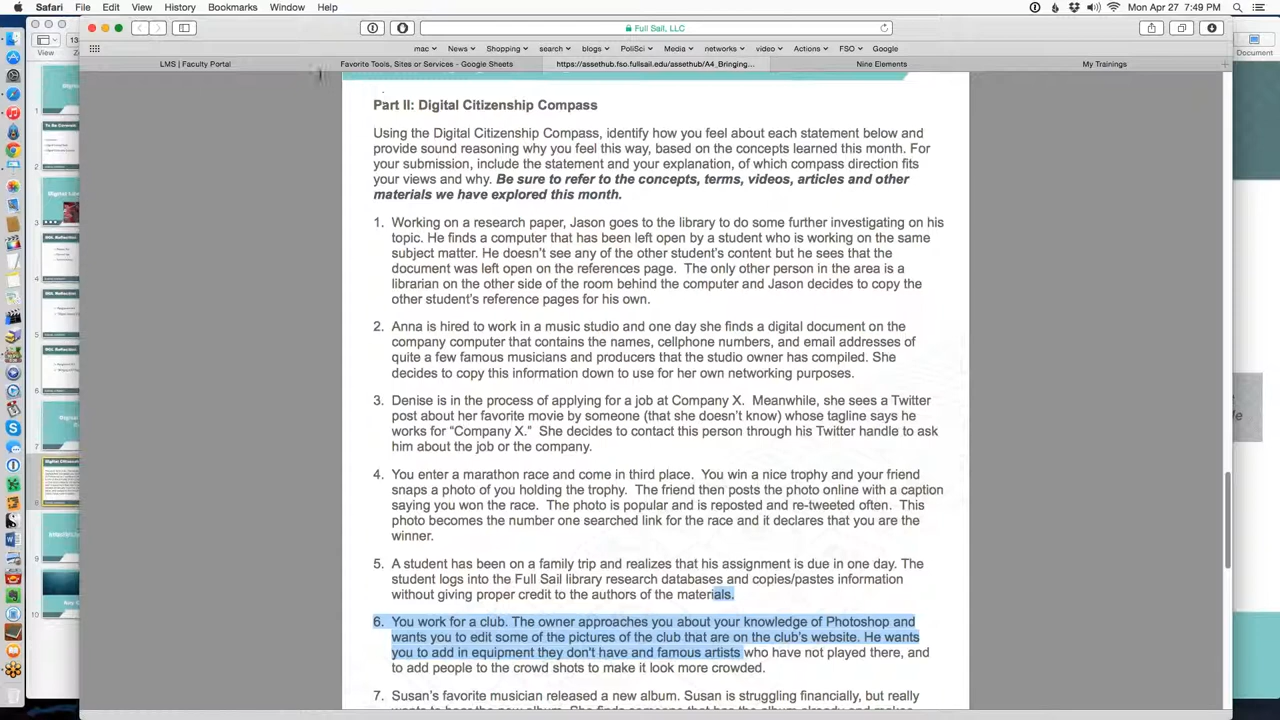 Safari File Edit View History Bookmarks Window Help Mon Apr 27 7:49 PM
Full Sail, LLC
View Document
mac News Shopping search blogs PoliSci Media networks video Actions FSO Google
LMS | Faculty Portal Favorite Tools, Sites or Services - Google Sheets https://assethub.fso.fullsail.edu/assethub/A4_Bringing... Nine Elements My Trainings
Part II: Digital Citizenship Compass
Using the Digital Citizenship Compass, identify how you feel about each statement below and
provide sound reasoning why you feel this way, based on the concepts learned this month. For
your submission, include the statement and your explanation, of which compass direction fits
your views and why. Be sure to refer to the concepts, terms, videos, articles and other
materials we have explored this month.
1. Working on a research paper, Jason goes to the library to do some further investigating on his
topic. He finds a computer that has been left open by a student who is working on the same
subject matter. He doesn't see any of the other student's content but he sees that the
document was left open on the references page. The only other person in the area is a
librarian on the other side of the room behind the computer and Jason decides to copy the
other student's reference pages for his own.
2. Anna is hired to work in a music studio and one day she finds a digital document on the
company computer that contains the names, cellphone numbers, and email addresses of
quite a few famous musicians and producers that the studio owner has compiled. She
decides to copy this information down to use for her own networking purposes.
3. Denise is in the process of applying for a job at Company X. Meanwhile, she sees a Twitter
post about her favorite movie by someone (that she doesn't know) whose tagline says he
works for "Company X." She decides to contact this person through his Twitter handle to ask
him about the job or the company.
4. You enter a marathon race and come in third place. You win a nice trophy and your friend
snaps a photo of you holding the trophy. The friend then posts the photo online with a caption
saying you won the race. The photo is popular and is reposted and re-tweeted often. This
photo becomes the number one searched link for the race and it declares that you are the
winner.
5. A student has been on a family trip and realizes that his assignment is due in one day. The
student logs into the Full Sail library research databases and copies/pastes information
without giving proper credit to the authors of the materials.
6. You work for a club. The owner approaches you about your knowledge of Photoshop and
wants you to edit some of the pictures of the club that are on the club's website. He wants
you to add in equipment they don't have and famous artists who have not played there, and
to add people to the crowd shots to make it look more crowded.
7. Susan's favorite musician released a new album. Susan is struggling financially, but really